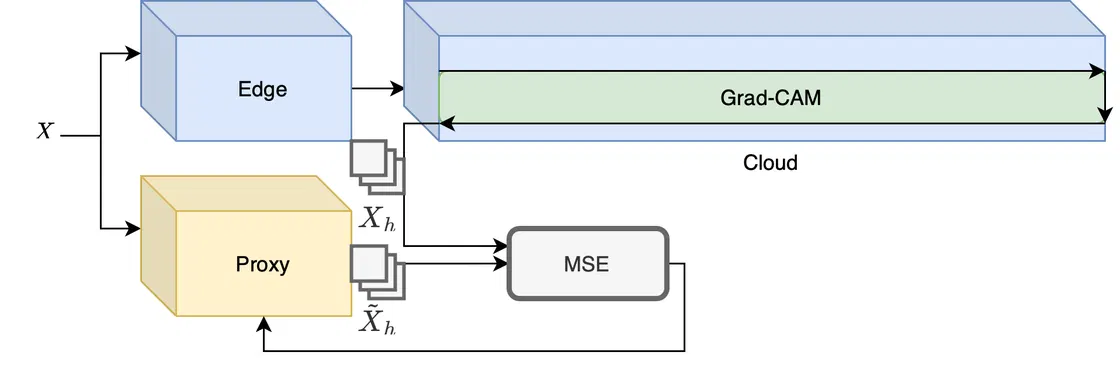 X
Edge
Grad-CAM
Cloud
X_h
Proxy
MSE
X̃_h